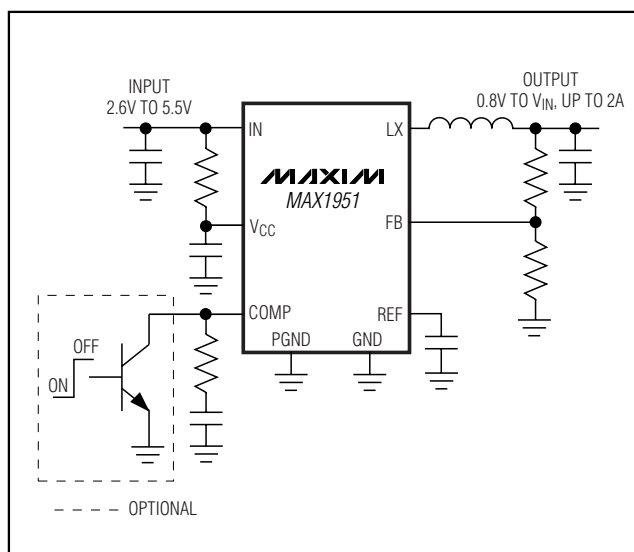 INPUT
2.6V TO 5.5V
OUTPUT
0.8V TO VIN, UP TO 2A
IN
LX
MAXIM
MAX1951
VCC
FB
COMP
REF
PGND
GND
OFF
ON
OPTIONAL